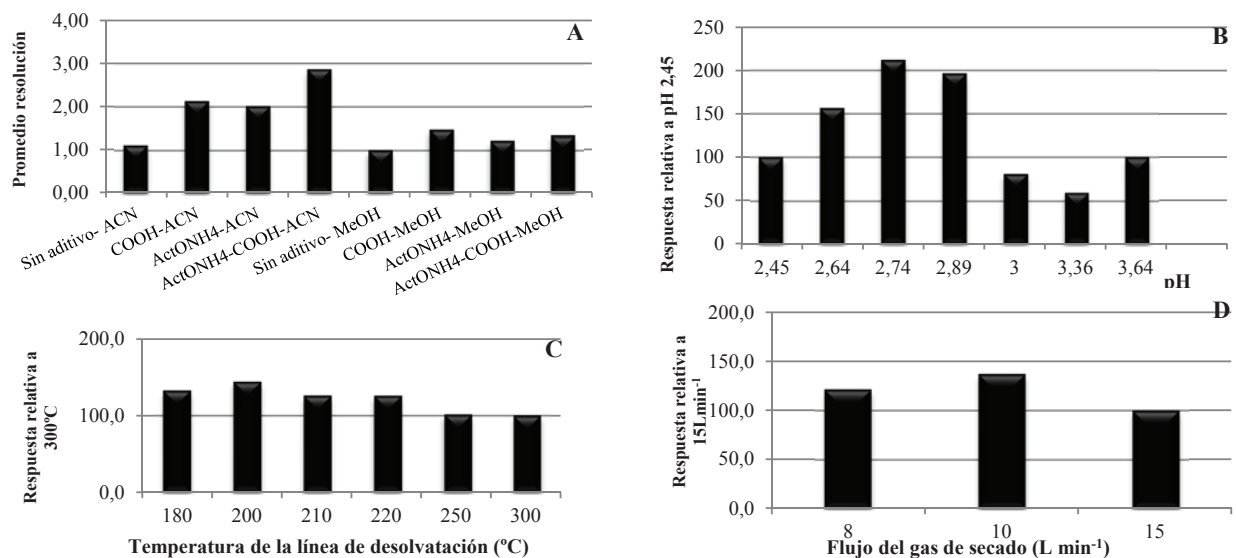 A
Promedio resolución
4,00
3,00
2,00
1,00
0,00
Sin aditivo- ACN
COOH-ACN
ActONH4-ACN
ActONH4-COOH-ACN
Sin aditivo- MeOH
COOH-MeOH
ActONH4-MeOH
ActONH4-COOH-MeOH
B
Respuesta relativa a pH 2,45
250
200
150
100
50
0
2,45 2,64 2,74 2,89 3 3,36 3,64
pH
C
Respuesta relativa a
300ºC
200,0
100,0
0,0
180 200 210 220 250 300
Temperatura de la línea de desolvatación (ºC)
D
Respuesta relativa a
15Lmin-1
200,0
150,0
100,0
50,0
0,0
8 10 15
Flujo del gas de secado (L min-1)